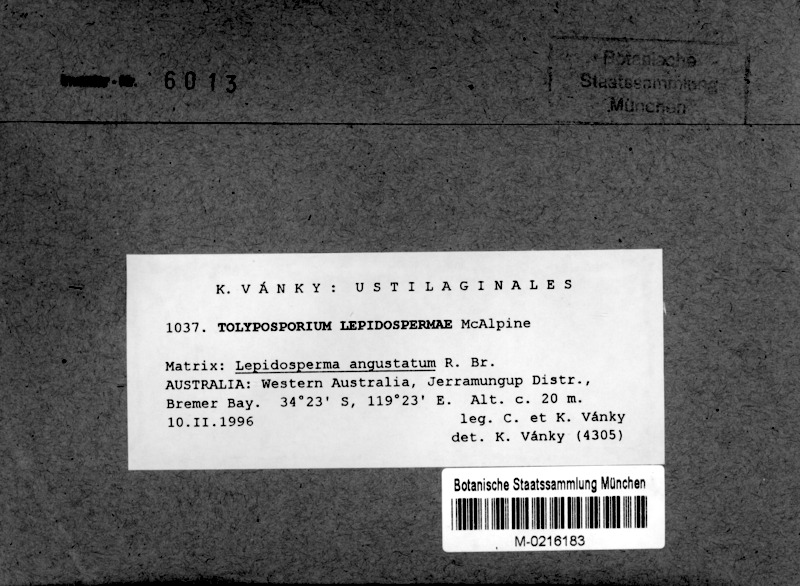 6013
Botanische
Staatssammlung
München
K. VÁNKY: USTILAGINALES
1037. TOLYPOSPORIUM LEPIDOSPERMAE McAlpine
Matrix: Lepidosperma angustatum R. Br.
AUSTRALIA: Western Australia, Jerramungup Distr.,
Bremer Bay. 34°23' S, 119°23' E. Alt. c. 20 m.
10.II.1996 leg. C. et K. Vánky
det. K. Vánky (4305)
Botanische Staatssammlung München
M-0216183